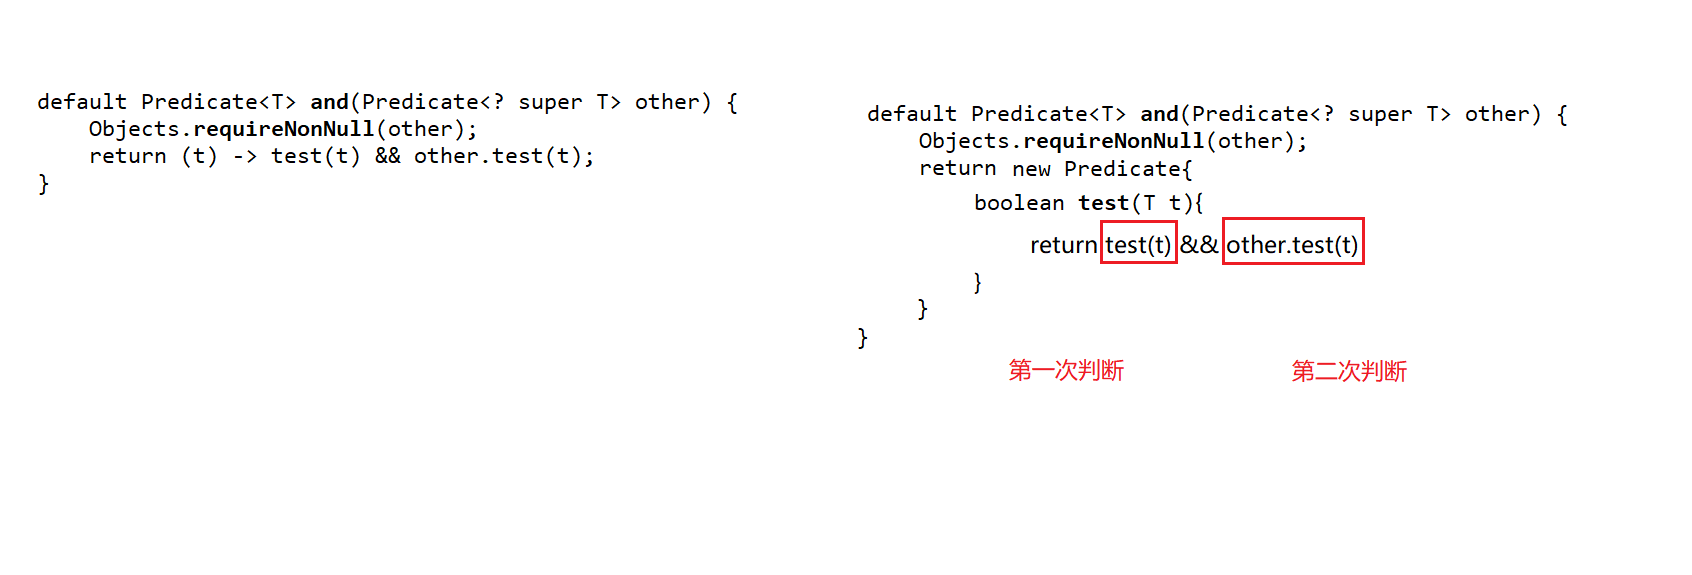 default Predicate<T> and(Predicate<? super T> other) {
    Objects.requireNonNull(other);
    return (t) -> test(t) && other.test(t);
}
default Predicate<T> and(Predicate<? super T> other) {
    Objects.requireNonNull(other);
    return new Predicate{
        boolean test(T t){
            return test(t) && other.test(t)
        }
    }
}
第一次判断 第二次判断